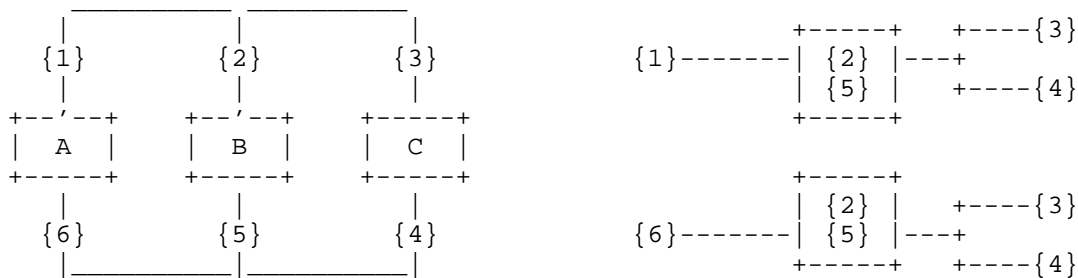 {3}
{1} {2} {3} {1} {2}
{5} {4}
A B C
{2} {3}
{6} {5} {4} {6} {5}
{4}